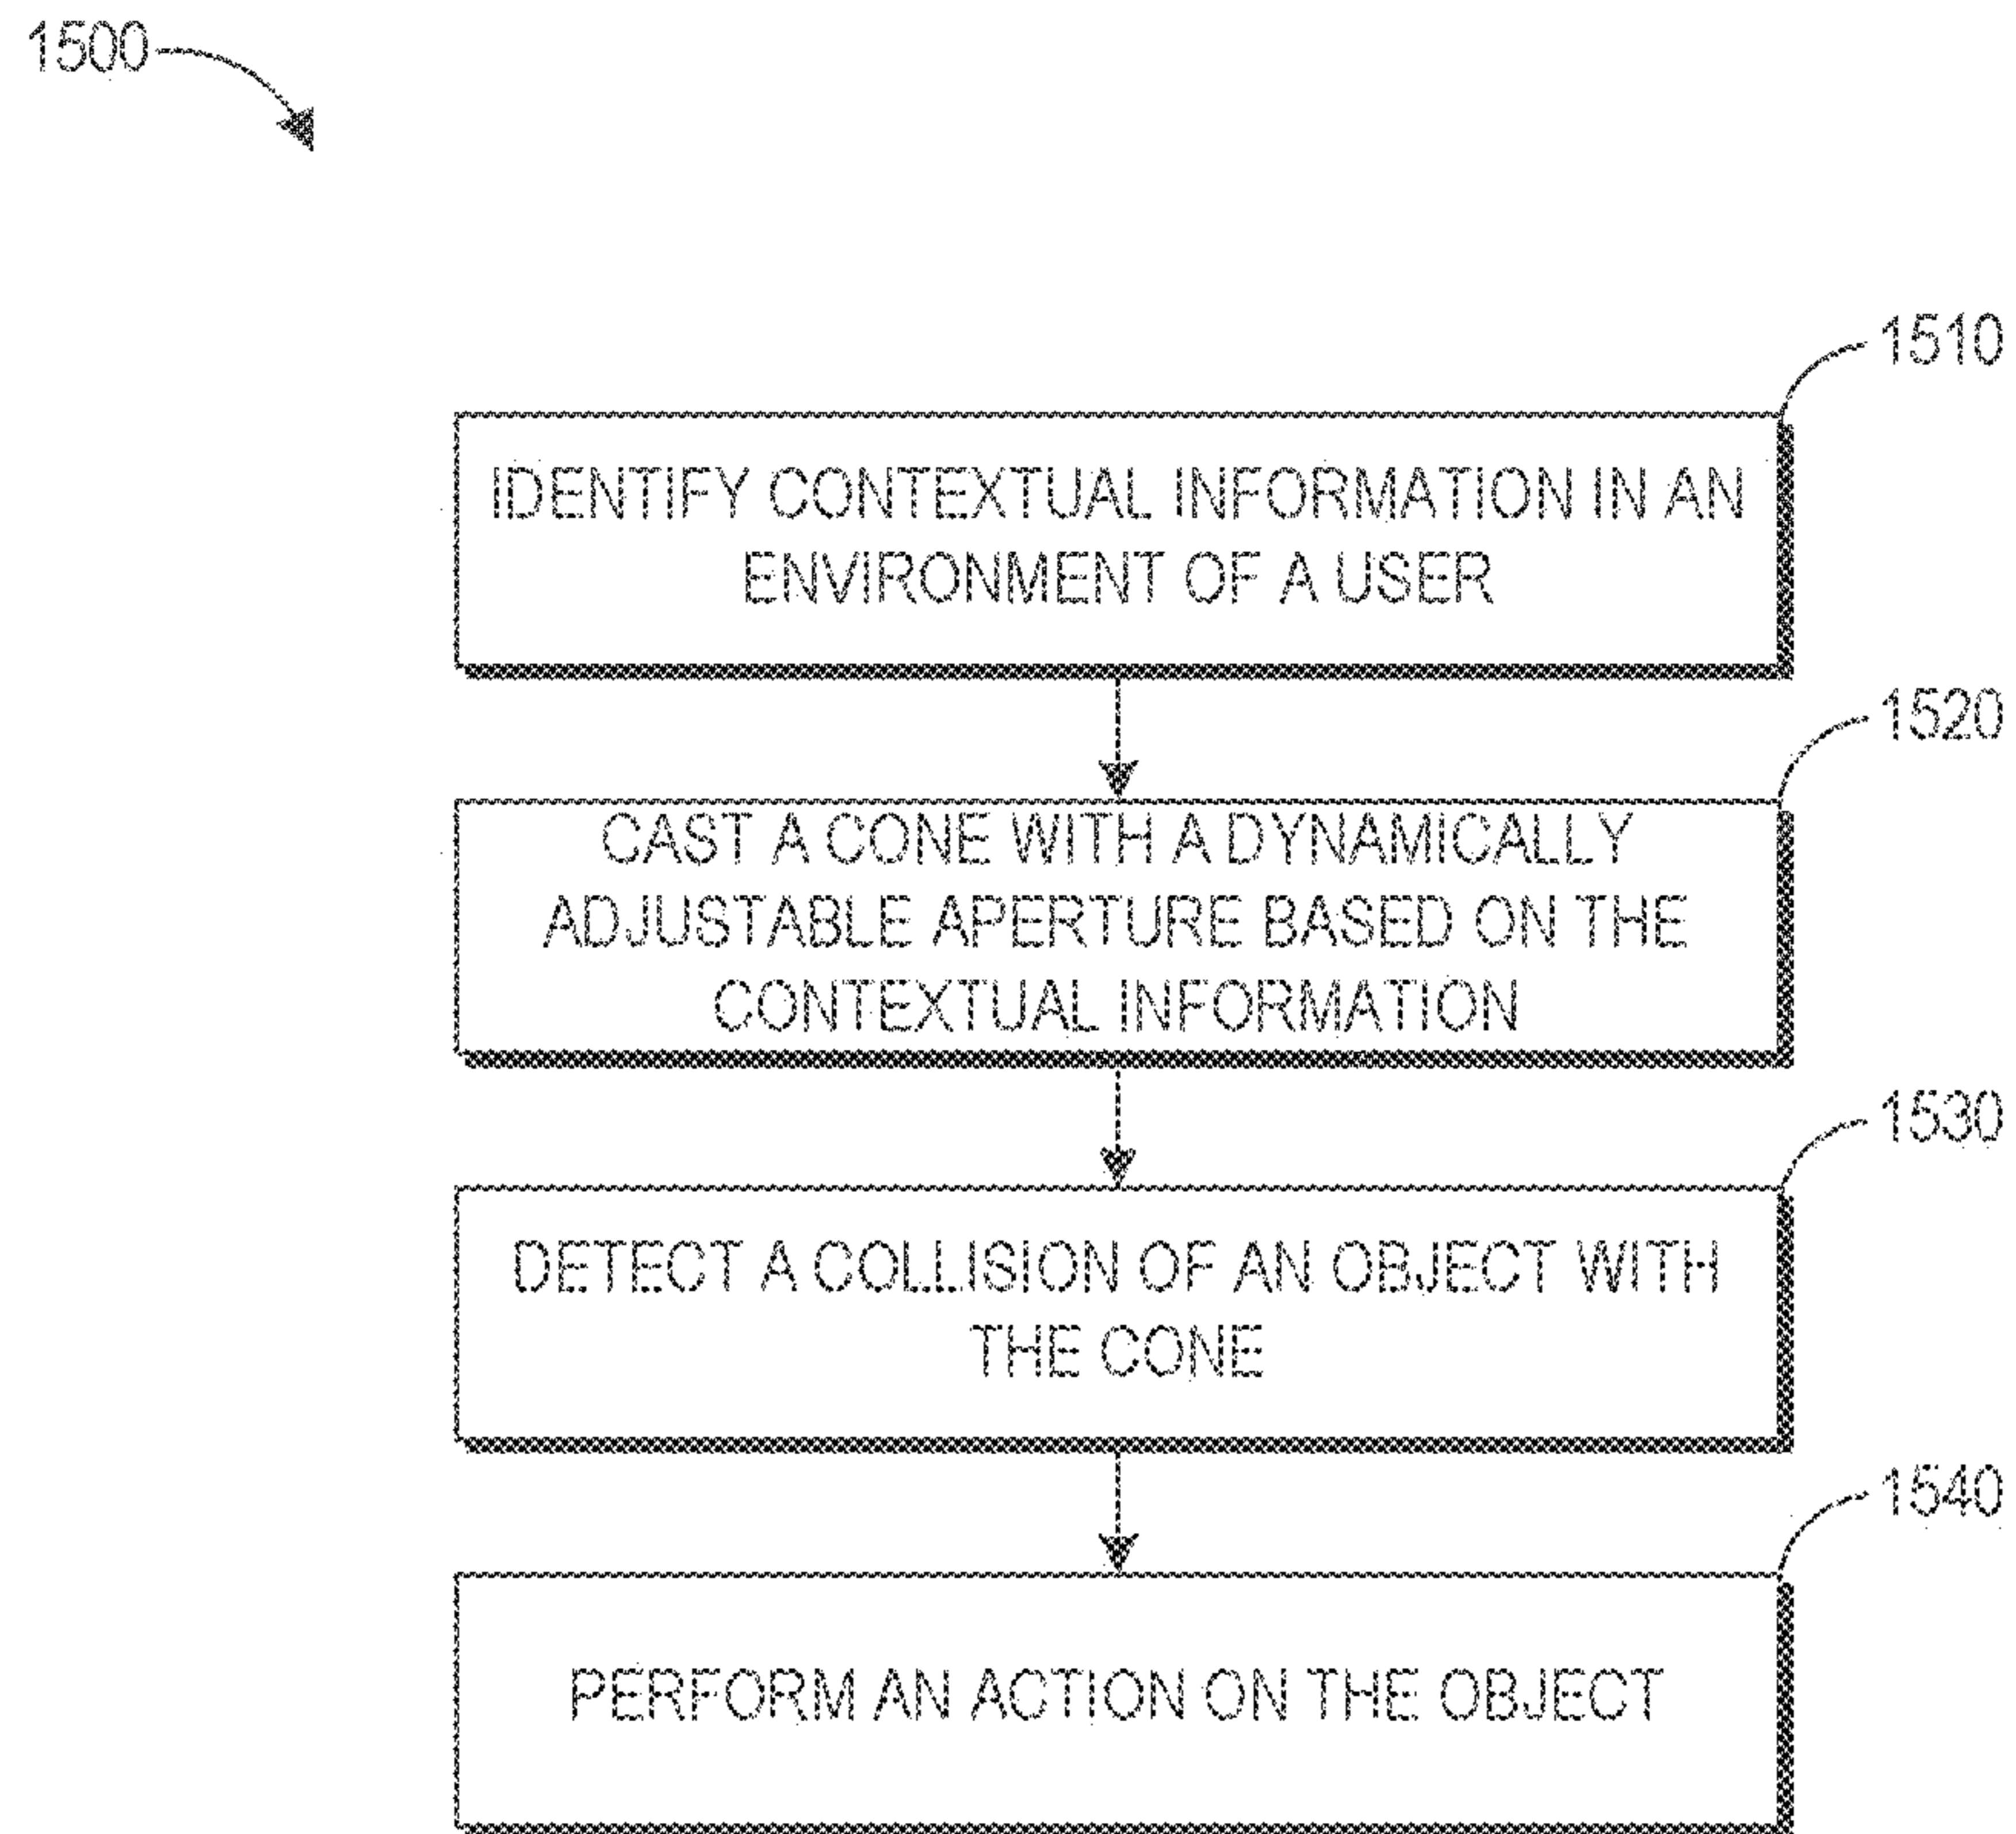 1500
1510
IDENTIFY CONTEXTUAL INFORMATION IN AN
ENVIRONMENT OF A USER
1520
CAST A CONE WITH A DYNAMICALLY
ADJUSTABLE APERTURE BASED ON THE
CONTEXTUAL INFORMATION
1530
DETECT A COLLISION OF AN OBJECT WITH
THE CONE
1540
PERFORM AN ACTION ON THE OBJECT